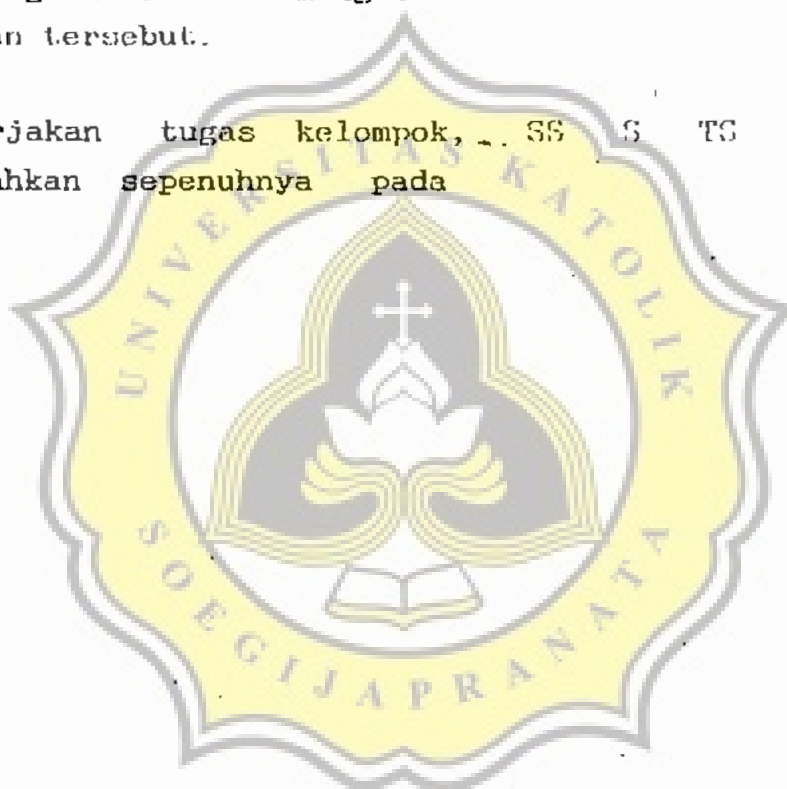 tersebut.
rjakan tugas kelompok, SS S TS
hkan sepenuhnya pada
UNIVERSITAS KATOLIK
SOEGIJAPRANATA